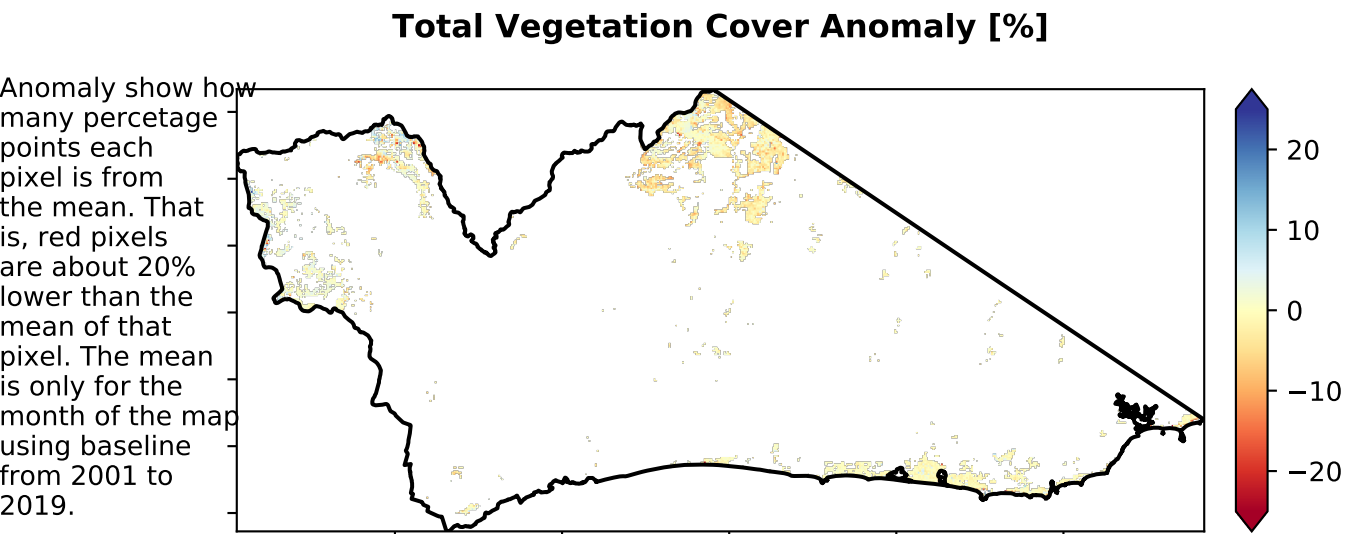 Total Vegetation Cover Anomaly [%]
Anomaly show how
many percetage
points each
pixel is from
the mean. That
is, red pixels
are about 20%
lower than the
mean of that
pixel. The mean
is only for the
month of the map
using baseline
from 2001 to
2019.
20
10
0
−10
−20